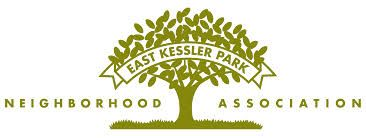 EAST KESSLER PARK
NEIGHBORHOOD ASSOCIATION